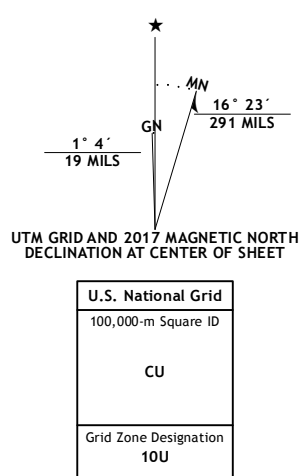 ★
MN
GN
16° 23´
291 MILS
1° 4´
19 MILS
UTM GRID AND 2017 MAGNETIC NORTH
DECLINATION AT CENTER OF SHEET
U.S. National Grid
100,000-m Square ID
CU
Grid Zone Designation
10U